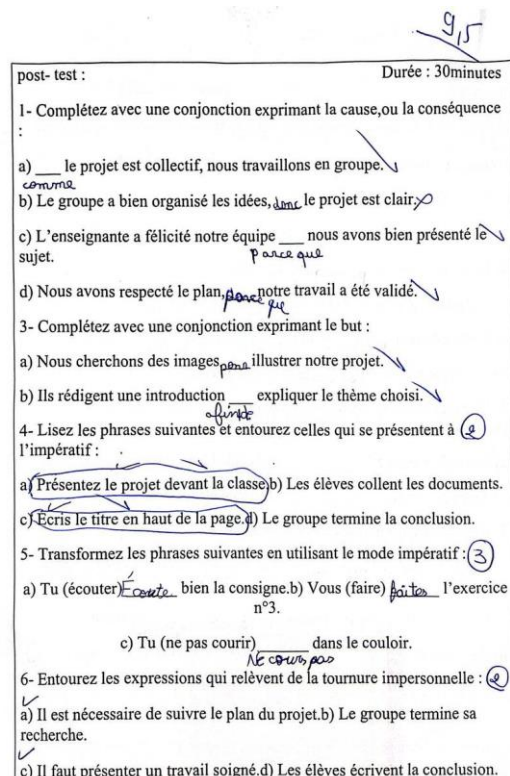 9,5
post- test : Durée : 30minutes
1- Complétez avec une conjonction exprimant la cause,ou la conséquence
:
a) ___ le projet est collectif, nous travaillons en groupe.
comme
b) Le groupe a bien organisé les idées, donc le projet est clair.
c) L'enseignante a félicité notre équipe ___ nous avons bien présenté le
sujet. parce que
d) Nous avons respecté le plan, parce notre travail a été validé.
que
3- Complétez avec une conjonction exprimant le but :
a) Nous cherchons des images pour illustrer notre projet.
b) Ils rédigent une introduction ___ expliquer le thème choisi.
afin de
4- Lisez les phrases suivantes et entourez celles qui se présentent à 2
l'impératif :
a) Présentez le projet devant la classe.b) Les élèves collent les documents.
c) Écris le titre en haut de la page.d) Le groupe termine la conclusion.
5- Transformez les phrases suivantes en utilisant le mode impératif : 3
a) Tu (écouter) Écoute bien la consigne.b) Vous (faire) faites l'exercice
n°3.
c) Tu (ne pas courir) ______ dans le couloir.
Ne cours pas
6- Entourez les expressions qui relèvent de la tournure impersonnelle : 2
a) Il est nécessaire de suivre le plan du projet.b) Le groupe termine sa
recherche.
c) Il faut présenter un travail soigné.d) Les élèves écrivent la conclusion.